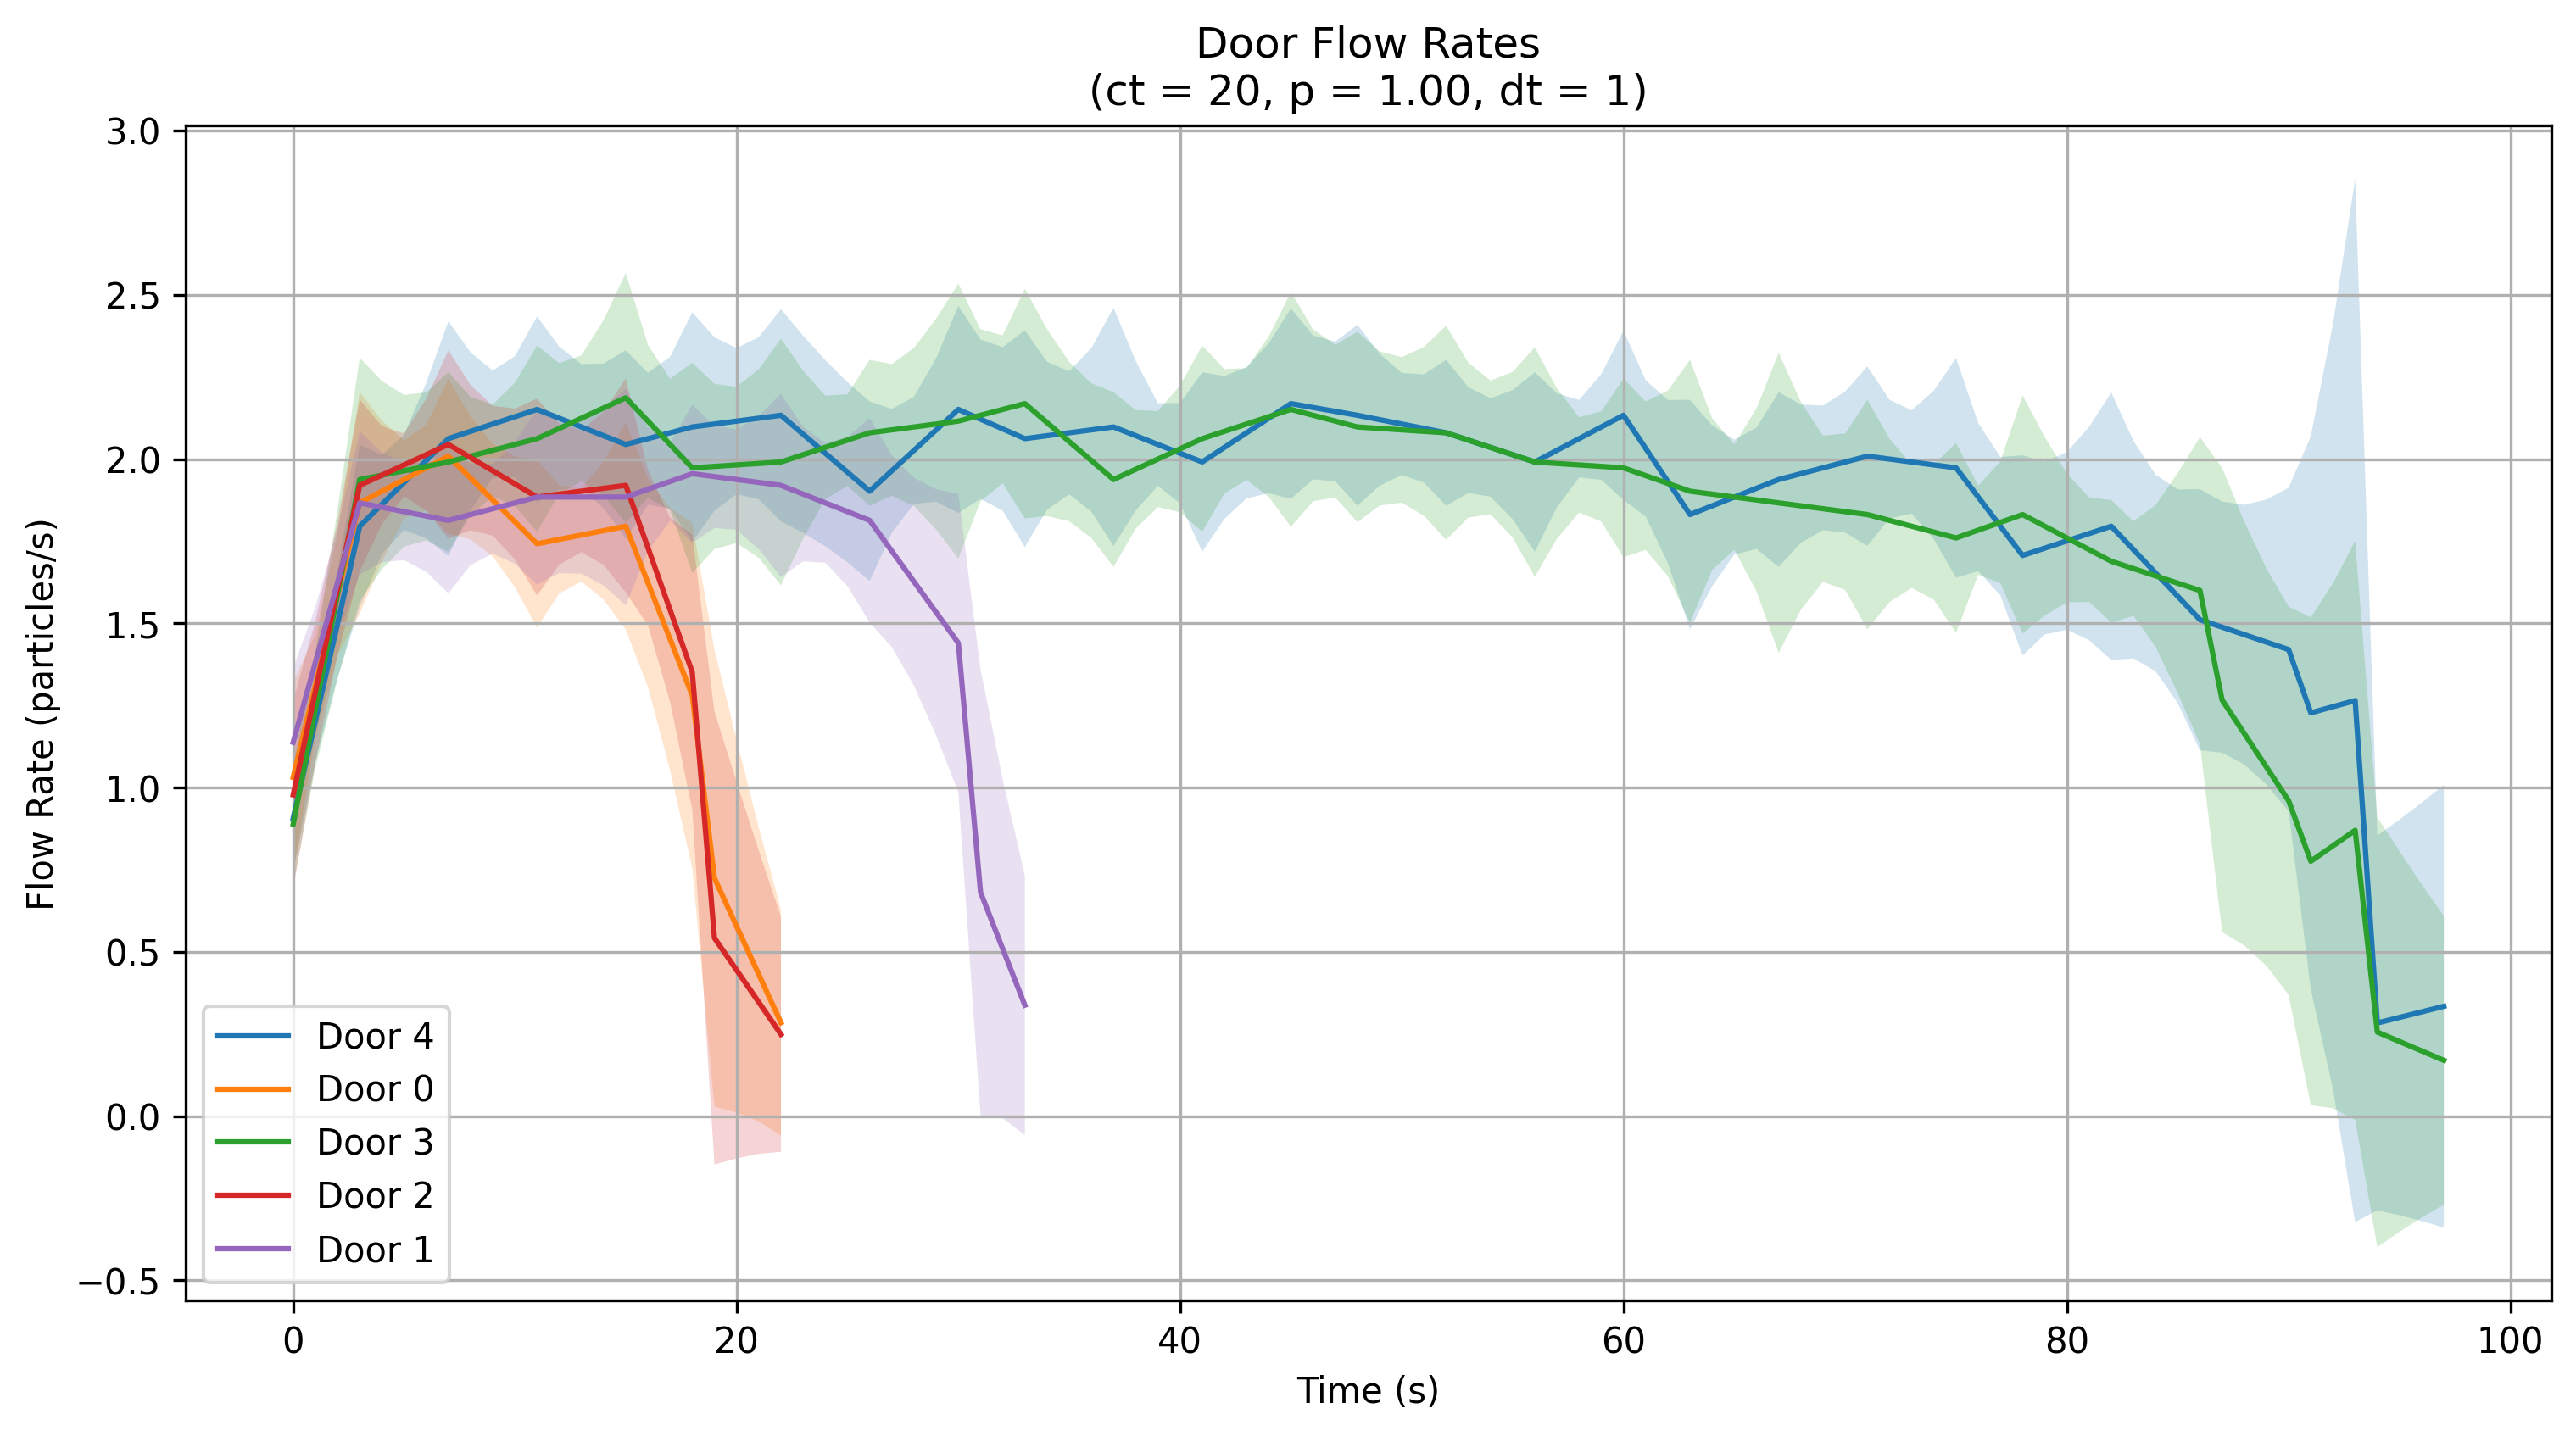 Door Flow Rates
(ct = 20, p = 1.00, dt = 1)
Flow Rate (particles/s)
3.0
2.5
2.0
1.5
1.0
0.5
0.0
−0.5
Door 4
Door 0
Door 3
Door 2
Door 1
0 20 40 60 80 100
Time (s)